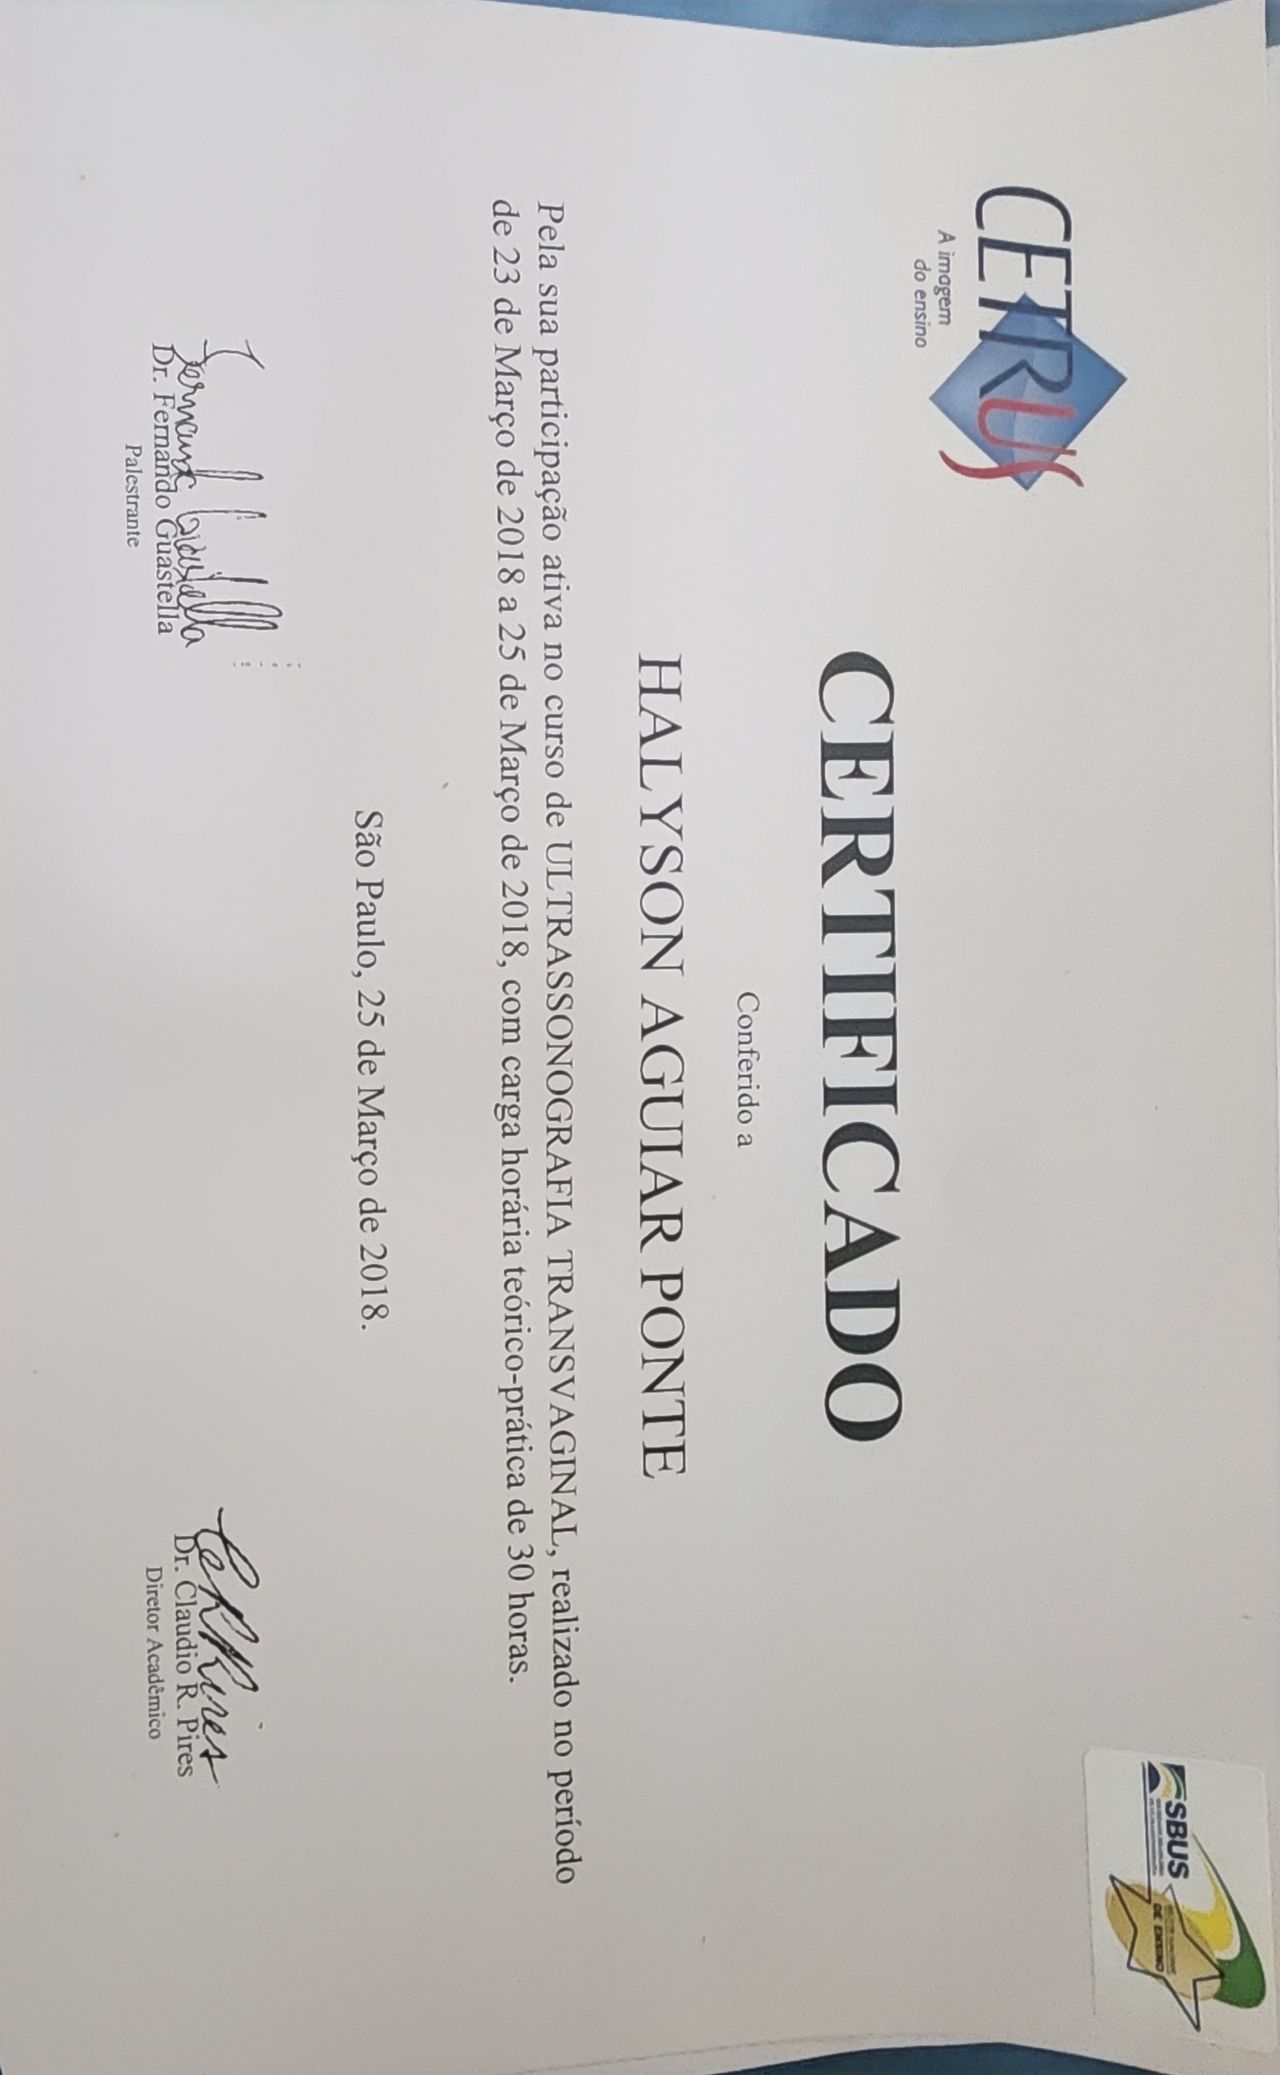 CETRUS
A imagem
do ensino
SBUS
DE ENSINO
CERTIFICADO
Conferido a
HALYSON AGUIAR PONTE
Pela sua participação ativa no curso de ULTRASSONOGRAFIA TRANSVAGINAL, realizado no período
de 23 de Março de 2018 a 25 de Março de 2018, com carga horária teórico-prática de 30 horas.
São Paulo, 25 de Março de 2018.
Fernando Guastella
Dr. Fernando Guastella
Palestrante
Dr. Claudio R. Pires
Diretor Acadêmico